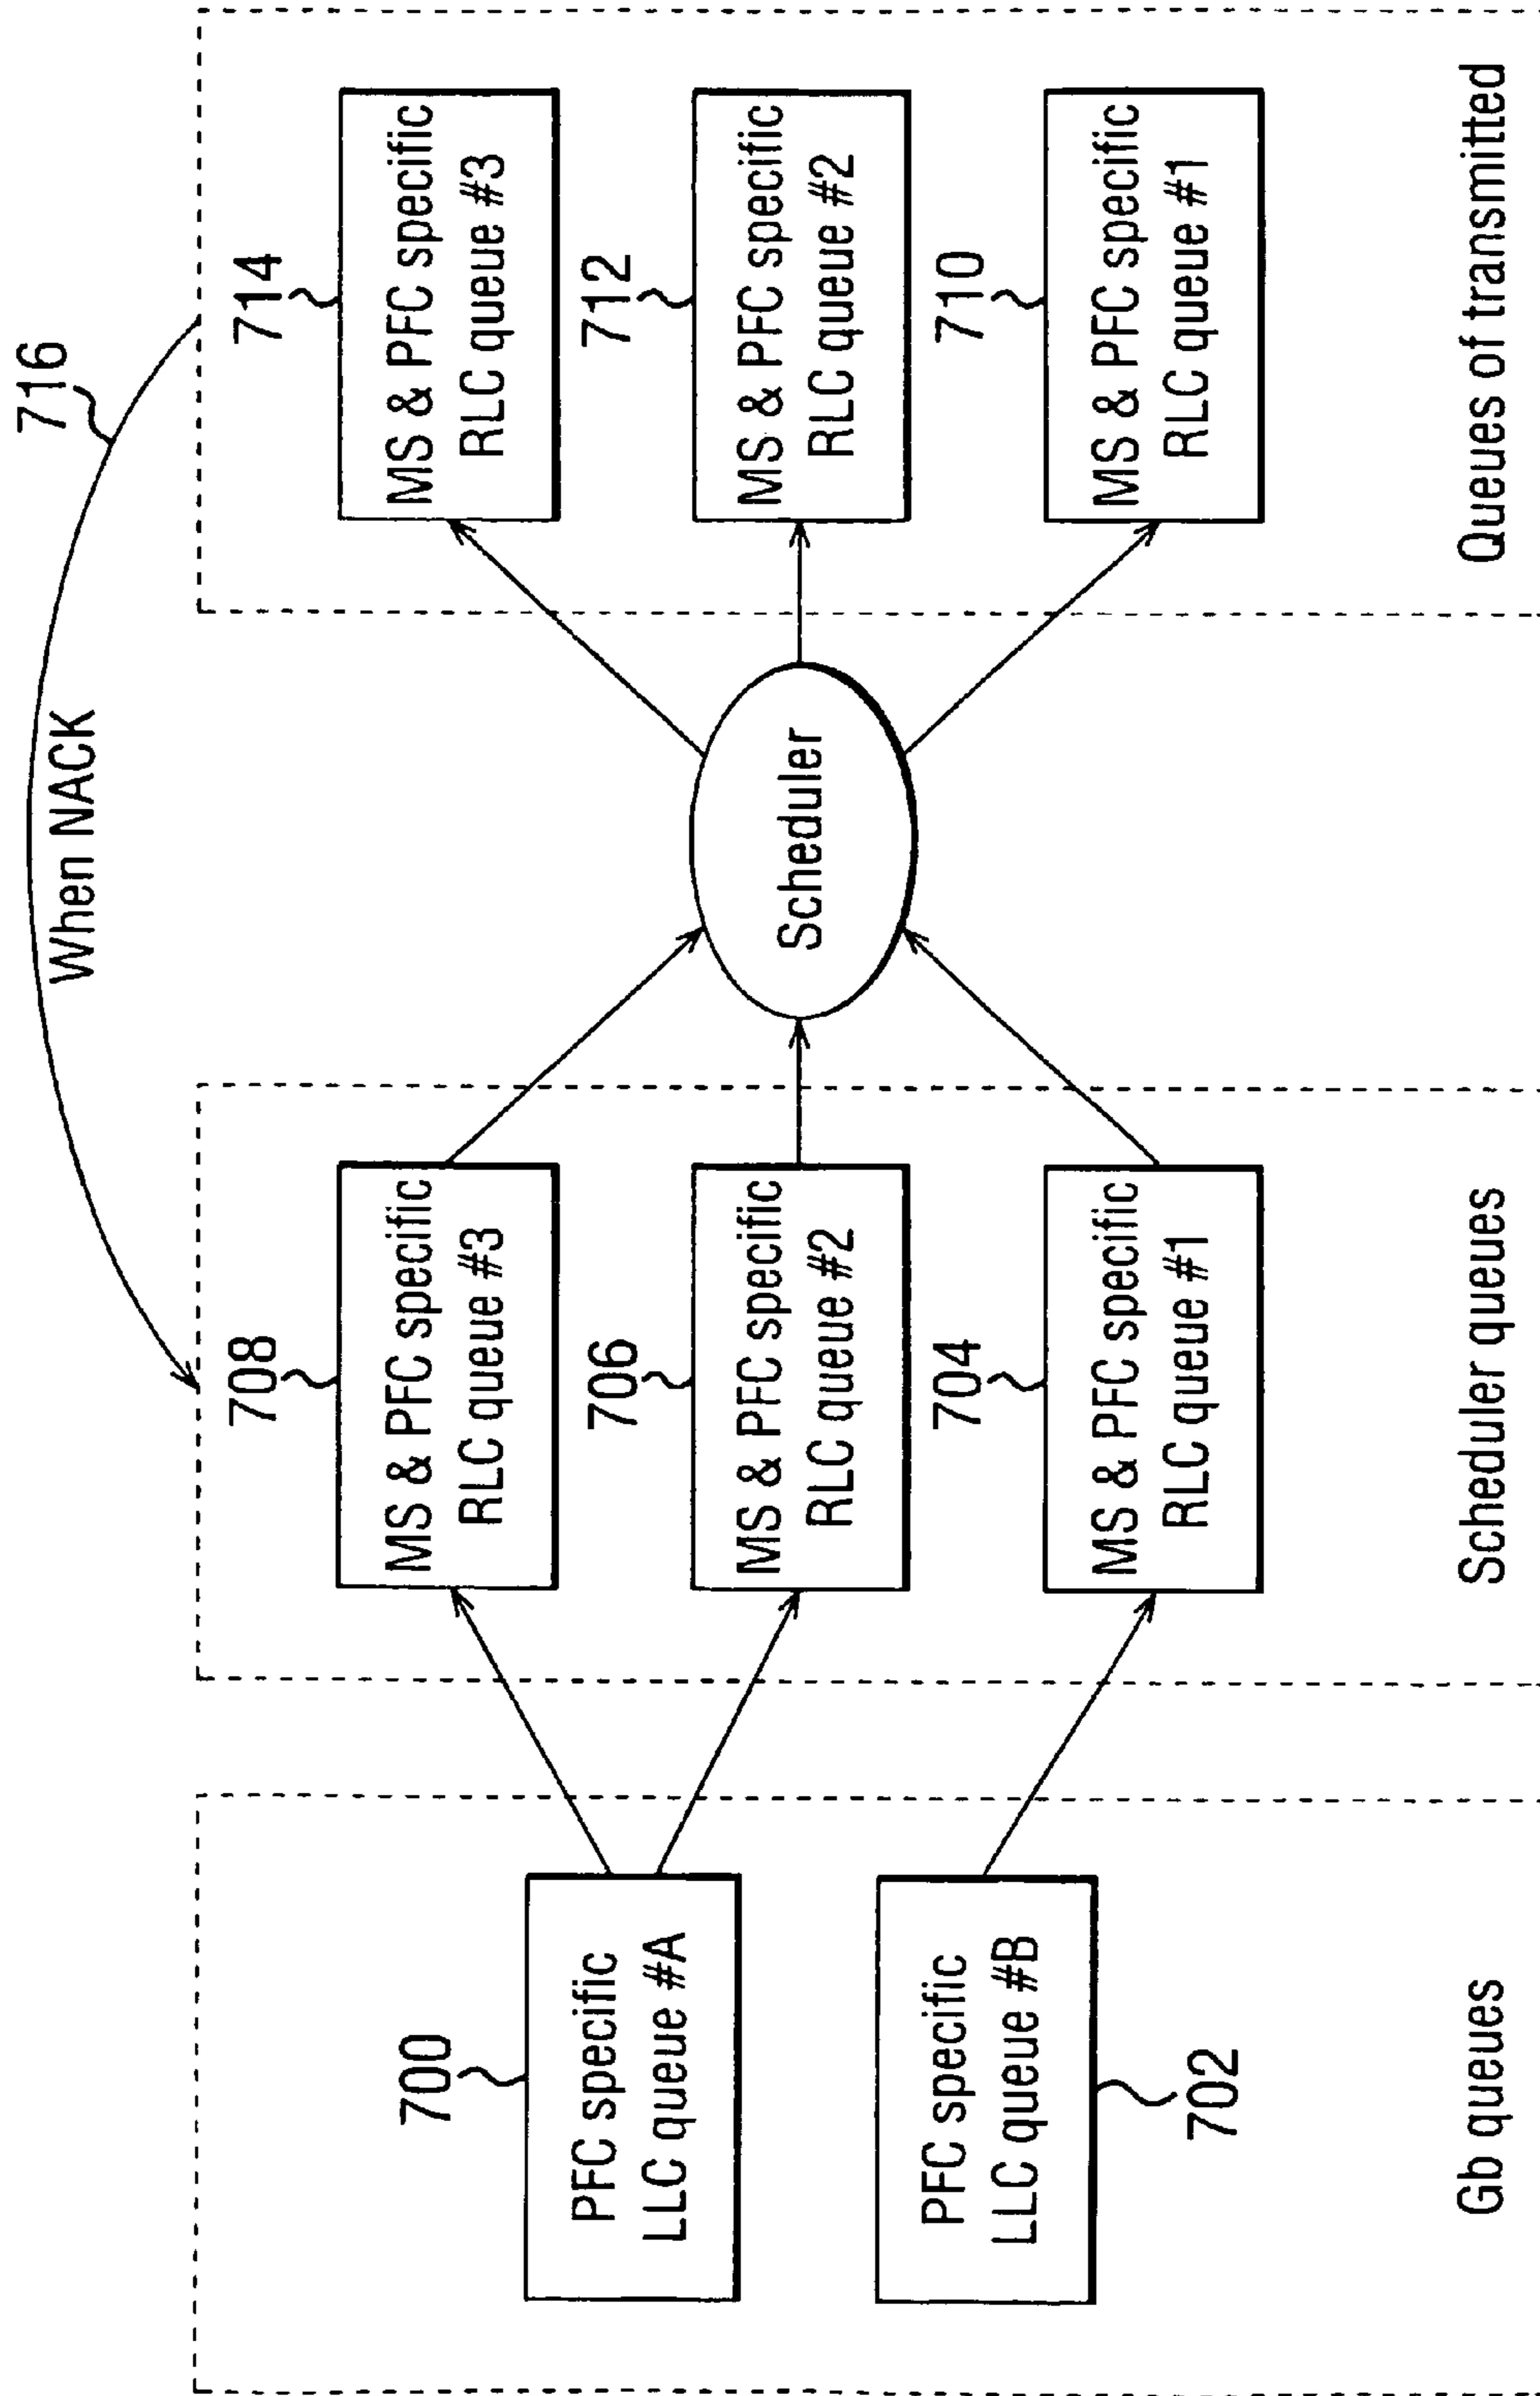 716
When NACK
700
PFC specific
LLC queue #A
PFC specific
LLC queue #B
702
Gb queues
708
MS & PFC specific
RLC queue #3
706
MS & PFC specific
RLC queue #2
704
MS & PFC specific
RLC queue #1
Scheduler queues
Scheduler
714
MS & PFC specific
RLC queue #3
712
MS & PFC specific
RLC queue #2
710
MS & PFC specific
RLC queue #1
Queues of transmitted